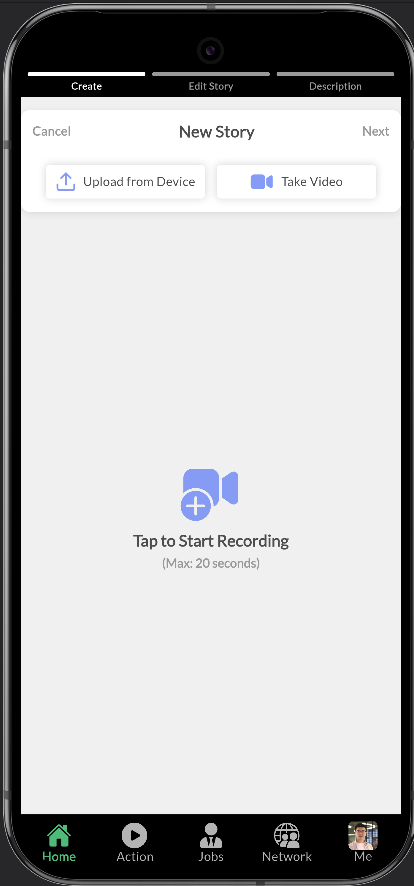 Create Edit Story Description
Cancel New Story Next
Upload from Device Take Video
Tap to Start Recording
(Max: 20 seconds)
Home Action Jobs Network Me